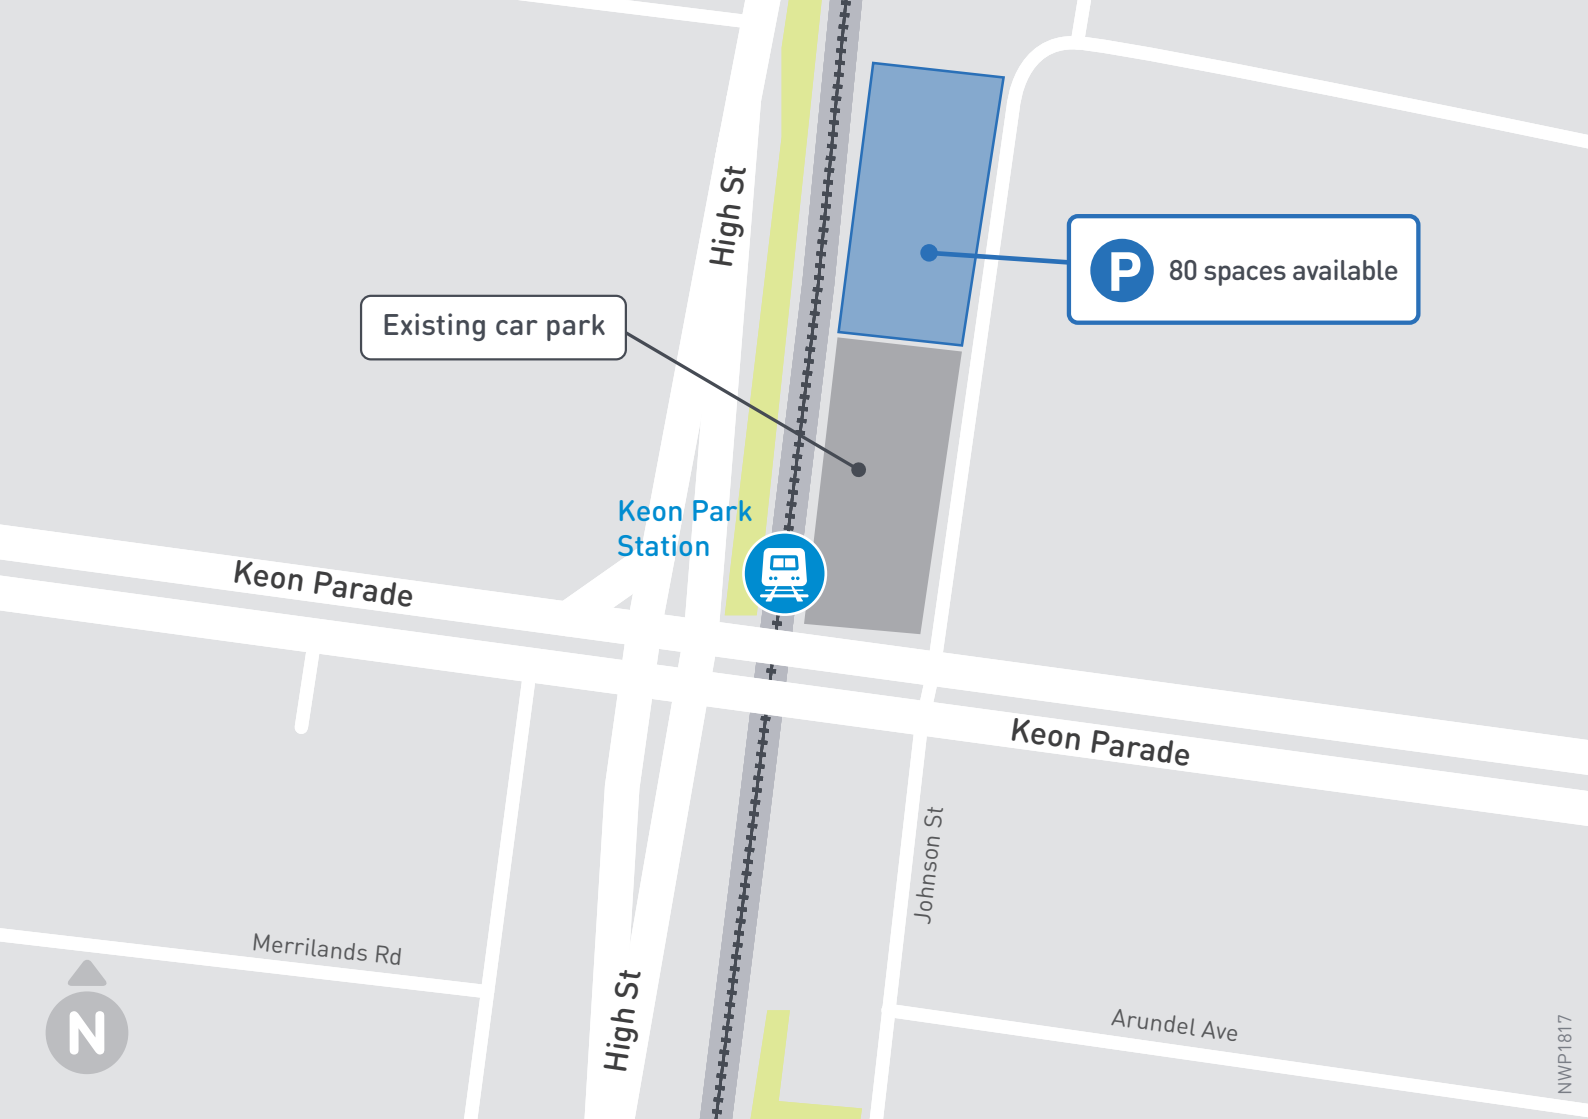 High St
P
80 spaces available
Existing car park
Keon Park
Station
Keon Parade
Keon Parade
Johnson St
Merrilands Rd
High St
N
Arundel Ave
NWP1817